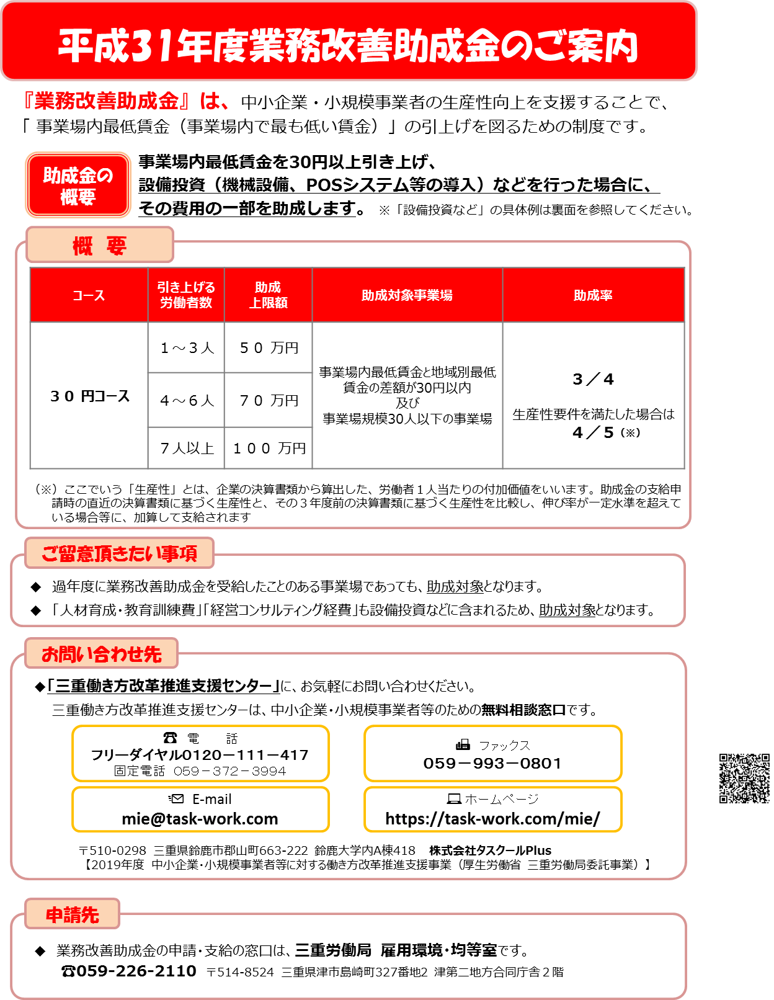 平成31年度業務改善助成金のご案内
『業務改善助成金』は、中小企業・小規模事業者の生産性向上を支援することで、
「 事業場内最低賃金（事業場内で最も低い賃金）」の引上げを図るための制度です。
助成金の
概要
事業場内最低賃金を30円以上引き上げ、
設備投資（機械設備、POSシステム等の導入）などを行った場合に、
その費用の一部を助成します。 ※「設備投資など」の具体例は裏面を参照してください。
概 要
コース
引き上げる
労働者数
助成
上限額
助成対象事業場
助成率
３０ 円コース
１～３人
５０ 万円
４～６人
７０ 万円
７人以上
１００ 万円
事業場内最低賃金と地域別最低
賃金の差額が30円以内
及び
事業場規模30人以下の事業場
３／４
生産性要件を満たした場合は
４／５（※）
（※）ここでいう「生産性」とは、企業の決算書類から算出した、労働者１人当たりの付加価値をいいます。助成金の支給申
請時の直近の決算書類に基づく生産性と、その３年度前の決算書類に基づく生産性を比較し、伸び率が一定水準を超えて
いる場合等に、加算して支給されます
ご留意頂きたい事項
◆ 過年度に業務改善助成金を受給したことのある事業場であっても、助成対象となります。
◆ 「人材育成・教育訓練費」「経営コンサルティング経費」も設備投資などに含まれるため、助成対象となります。
お問い合わせ先
◆「三重働き方改革推進支援センター」に、お気軽にお問い合わせください。
三重働き方改革推進支援センターは、中小企業・小規模事業者等のための無料相談窓口です。
☎ 電 話
フリーダイヤル0120－111－417
固定電話 059－372－3994
ファックス
059－993－0801
E-mail
mie@task-work.com
ホームページ
https://task-work.com/mie/
〒510-0298 三重県鈴鹿市郡山町663-222 鈴鹿大学内A棟418 株式会社タスクールPlus
【2019年度 中小企業・小規模事業者等に対する働き方改革推進支援事業（厚生労働省 三重労働局委託事業）】
申請先
◆ 業務改善助成金の申請・支給の窓口は、三重労働局 雇用環境・均等室です。
☎059-226-2110 〒514-8524 三重県津市島崎町327番地2 津第二地方合同庁舎２階